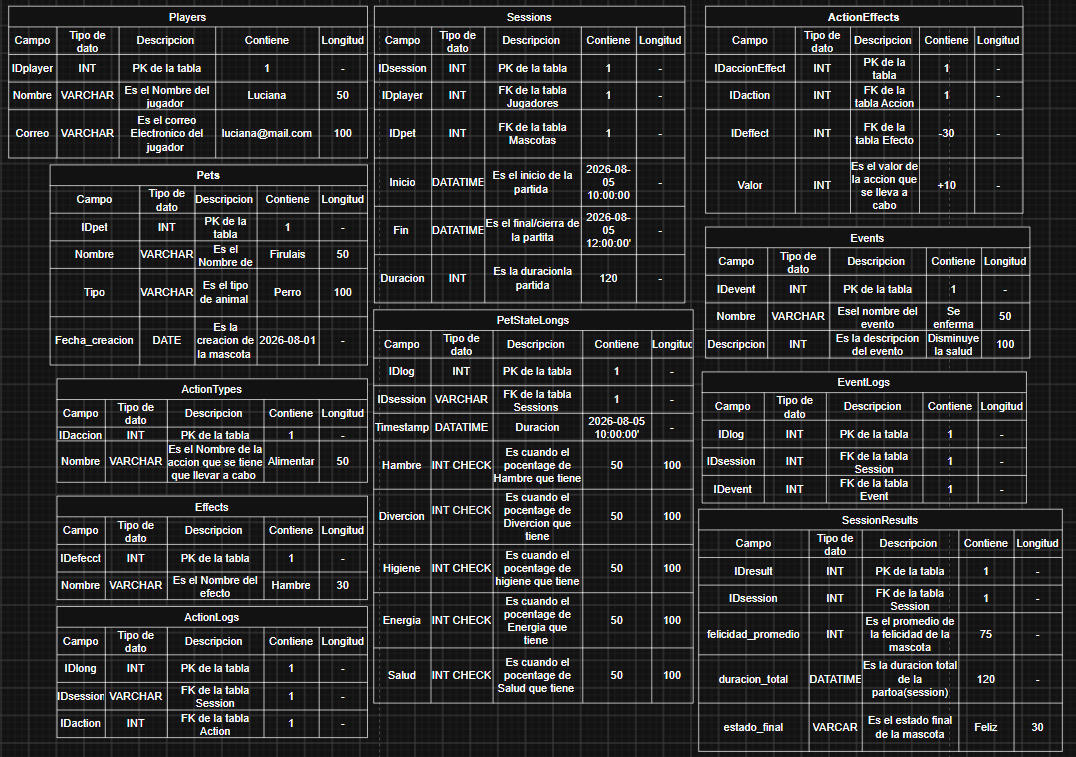 Players
Campo Tipo de dato Descripcion Contiene Longitud
IDplayer INT PK de la tabla 1 -
Nombre VARCHAR Es el Nombre del jugador Luciana 50
Correo VARCHAR Es el correo Electronico del jugador luciana@mail.com 100
Pets
Campo Tipo de dato Descripcion Contiene Longitud
IDpet INT PK de la tabla 1 -
Nombre VARCHAR Es el Nombre de Firulais 50
Tipo VARCHAR Es el tipo de animal Perro 100
Fecha_creacion DATE Es la creacion de la mascota 2026-08-01 -
ActionTypes
Campo Tipo de dato Descripcion Contiene Longitud
IDaccion INT PK de la tabla 1 -
Nombre VARCHAR Es el Nombre de la accion que se tiene que llevar a cabo Alimentar 50
Effects
Campo Tipo de dato Descripcion Contiene Longitud
IDefecct INT PK de la tabla 1 -
Nombre VARCHAR Es el Nombre del efecto Hambre 30
ActionLogs
Campo Tipo de dato Descripcion Contiene Longitud
IDlong INT PK de la tabla 1 -
IDsession VARCHAR FK de la tabla Session 1 -
IDaction INT FK de la tabla Action 1 -
Sessions
Campo Tipo de dato Descripcion Contiene Longitud
IDsession INT PK de la tabla 1 -
IDplayer INT FK de la tabla Jugadores 1 -
IDpet INT FK de la tabla Mascotas 1 -
Inicio DATATIME Es el inicio de la partida 2026-08-05 10:00:00 -
Fin DATATIME Es el final/cierra de la partita 2026-08-05 12:00:00' -
Duracion INT Es la duracionla partida 120 -
PetStateLongs
Campo Tipo de dato Descripcion Contiene Longitud
IDlog INT PK de la tabla 1 -
IDsession VARCHAR FK de la tabla Sessions 1 -
Timestamp DATATIME Duracion 2026-08-05 10:00:00' -
Hambre INT CHECK Es cuando el pocentage de Hambre que tiene 50 100
Divercion INT CHECK Es cuando el pocentage de Divercion que tiene 50 100
Higiene INT CHECK Es cuando el pocentage de higiene que tiene 50 100
Energia INT CHECK Es cuando el pocentage de Energia que tiene 50 100
Salud INT CHECK Es cuando el pocentage de Salud que tiene 50 100
ActionEffects
Campo Tipo de dato Descripcion Contiene Longitud
IDaccionEffect INT PK de la tabla 1 -
IDaction INT FK de la tabla Accion 1 -
IDeffect INT FK de la tabla Efecto -30 -
Valor INT Es el valor de la accion que se lleva a cabo +10 -
Events
Campo Tipo de dato Descripcion Contiene Longitud
IDevent INT PK de la tabla 1 -
Nombre VARCHAR Esel nombre del evento Se enferma 50
Descripcion INT Es la descripcion del evento Disminuye la salud 100
EventLogs
Campo Tipo de dato Descripcion Contiene Longitud
IDlog INT PK de la tabla 1 -
IDsession INT FK de la tabla Session 1 -
IDevent INT FK de la tabla Event 1 -
SessionResults
Campo Tipo de dato Descripcion Contiene Longitud
IDresult INT PK de la tabla 1 -
IDsession INT FK de la tabla Session 1 -
felicidad_promedio INT Es el promedio de la felicidad de la mascota 75 -
duracion_total DATATIME Es la duracion total de la partoa(session) 120 -
estado_final VARCAR Es el estado final de la mascota Feliz 30